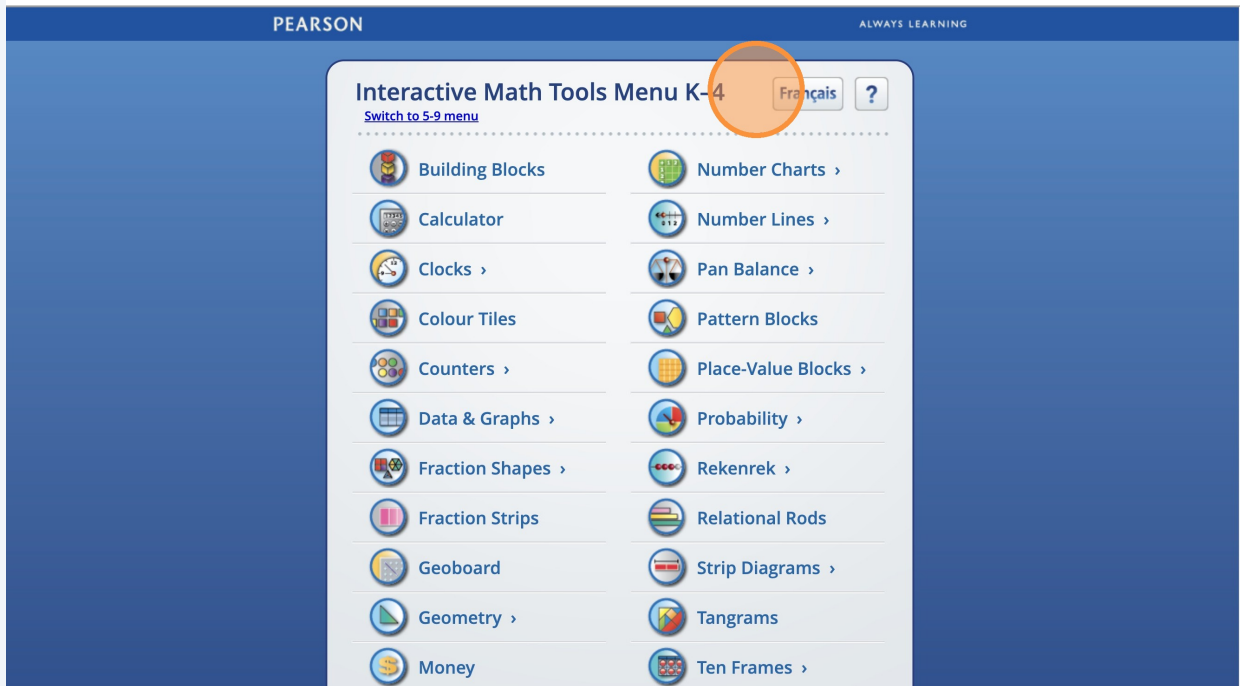 PEARSON
ALWAYS LEARNING
Interactive Math Tools Menu K–4
Français
?
Switch to 5-9 menu
Building Blocks
Number Charts ›
Calculator
Number Lines ›
Clocks ›
Pan Balance ›
Colour Tiles
Pattern Blocks
Counters ›
Place-Value Blocks ›
Data & Graphs ›
Probability ›
Fraction Shapes ›
Rekenrek ›
Fraction Strips
Relational Rods
Geoboard
Strip Diagrams ›
Geometry ›
Tangrams
Money
Ten Frames ›